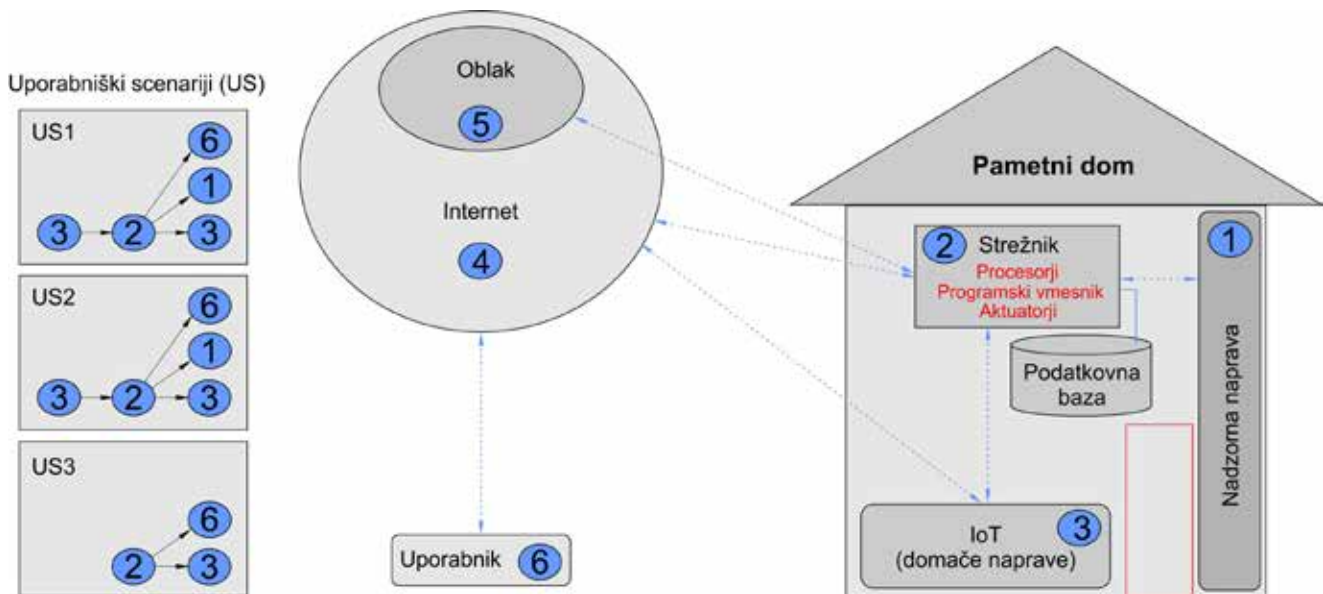 Uporabniški scenariji (US)
US1
6
1
3 2 3
US2
6
1
3 2 3
US3
6
2 3
Oblak
5
Internet
4
Uporabnik 6
Pametni dom
2 Strežnik
Procesorji
Programski vmesnik
Aktuatorji
Podatkovna
baza
1
Nadzorna naprava
IoT 3
(domače naprave)